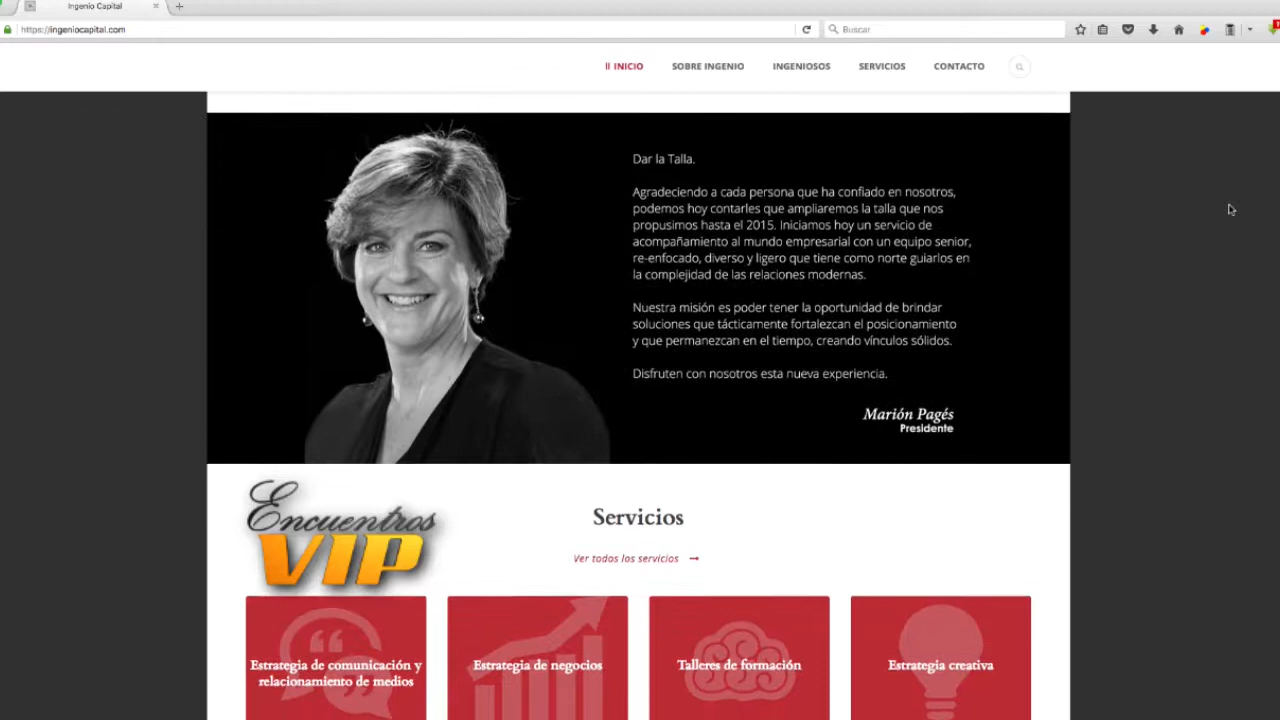 Ingenio Capital
https://ingeniocapital.com
Buscar
INICIO
SOBRE INGENIO
INGENIOSOS
SERVICIOS
CONTACTO
Dar la Talla.
Agradeciendo a cada persona que ha confiado en nosotros,
podemos hoy contarles que ampliaremos la talla que nos
propusimos hasta el 2015. Iniciamos hoy un servicio de
acompañamiento al mundo empresarial con un equipo senior,
re-enfocado, diverso y ligero que tiene como norte guiarlos en
la complejidad de las relaciones modernas.
Nuestra misión es poder tener la oportunidad de brindar
soluciones que tácticamente fortalezcan el posicionamiento
y que permanezcan en el tiempo, creando vínculos sólidos.
Disfruten con nosotros esta nueva experiencia.
Marión Pagés
Presidente
Encuentros
VIP
Servicios
Ver todos los servicios →
Estrategia de comunicación y
relacionamiento de medios
Estrategia de negocios
Talleres de formación
Estrategia creativa